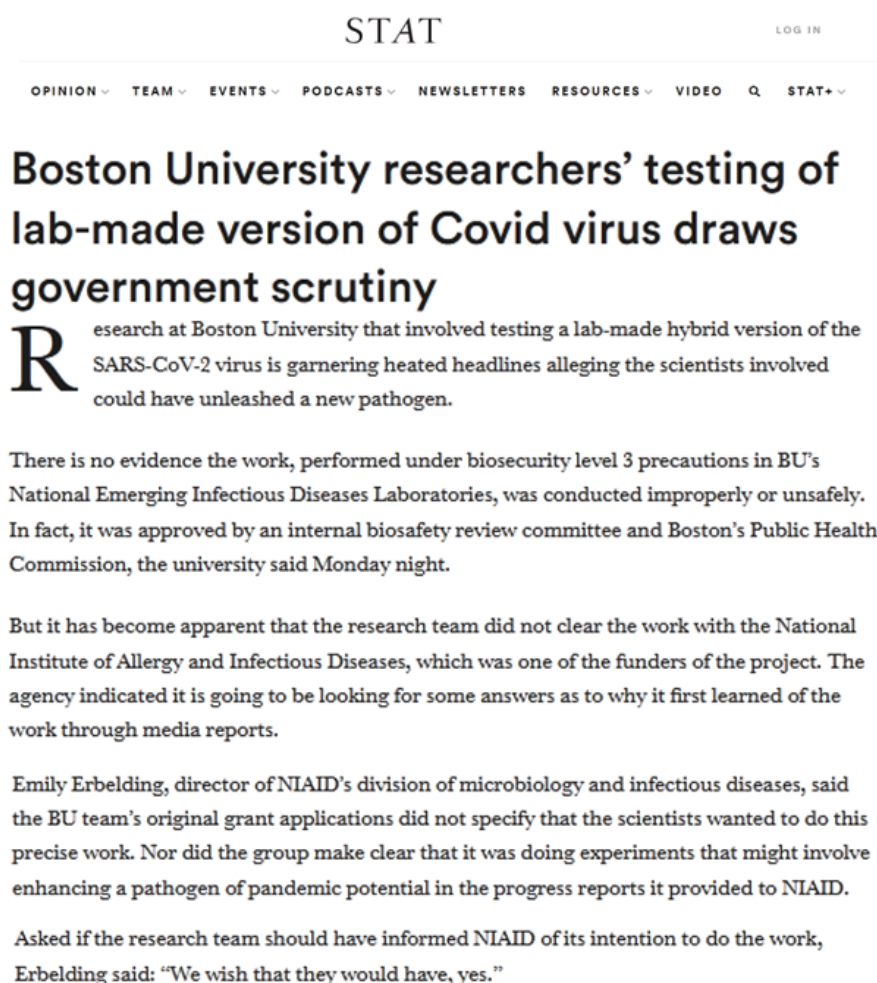 STAT
LOG IN
OPINION TEAM EVENTS PODCASTS NEWSLETTERS RESOURCES VIDEO STAT+
Boston University researchers’ testing of
lab-made version of Covid virus draws
government scrutiny
Research at Boston University that involved testing a lab-made hybrid version of the
SARS-CoV-2 virus is garnering heated headlines alleging the scientists involved
could have unleashed a new pathogen.
There is no evidence the work, performed under biosecurity level 3 precautions in BU’s
National Emerging Infectious Diseases Laboratories, was conducted improperly or unsafely.
In fact, it was approved by an internal biosafety review committee and Boston’s Public Health
Commission, the university said Monday night.
But it has become apparent that the research team did not clear the work with the National
Institute of Allergy and Infectious Diseases, which was one of the funders of the project. The
agency indicated it is going to be looking for some answers as to why it first learned of the
work through media reports.
Emily Erbelding, director of NIAID’s division of microbiology and infectious diseases, said
the BU team’s original grant applications did not specify that the scientists wanted to do this
precise work. Nor did the group make clear that it was doing experiments that might involve
enhancing a pathogen of pandemic potential in the progress reports it provided to NIAID.
Asked if the research team should have informed NIAID of its intention to do the work,
Erbelding said: “We wish that they would have, yes.”